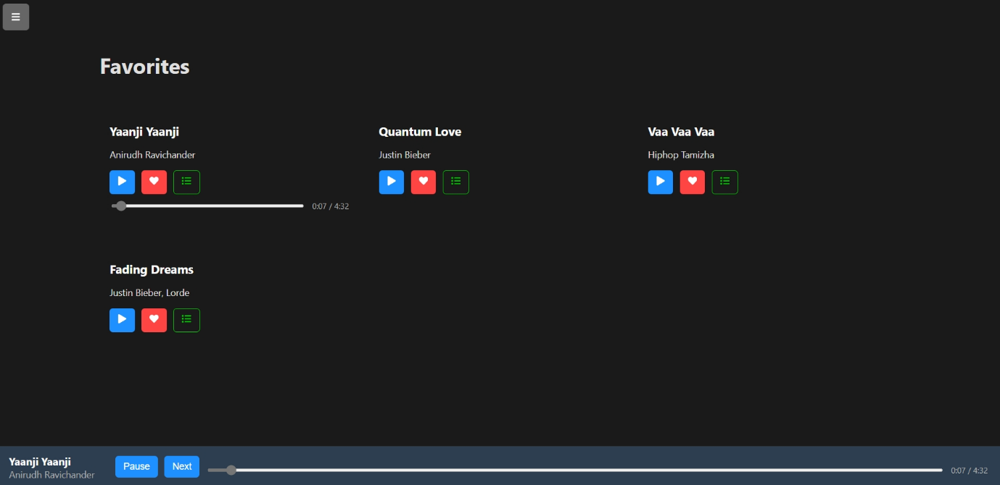 Favorites
Yaanji Yaanji
Anirudh Ravichander
0:07 / 4:32
Quantum Love
Justin Bieber
Vaa Vaa Vaa
Hiphop Tamizha
Fading Dreams
Justin Bieber, Lorde
Yaanji Yaanji
Anirudh Ravichander
Pause
Next
0:07 / 4:32